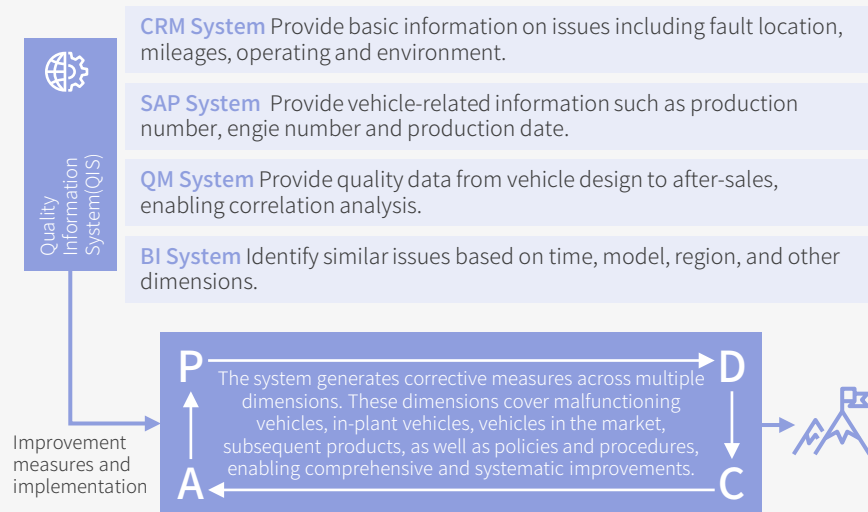 CRM System Provide basic information on issues including fault location,
mileages, operating and environment.
SAP System Provide vehicle-related information such as production
number, engie number and production date.
QM System Provide quality data from vehicle design to after-sales,
enabling correlation analysis.
BI System Identify similar issues based on time, model, region, and other
dimensions.
Quality
Information
System(QIS)
P
D
The system generates corrective measures across multiple
dimensions. These dimensions cover malfunctioning
vehicles, in-plant vehicles, vehicles in the market,
subsequent products, as well as policies and procedures,
enabling comprehensive and systematic improvements.
A
C
Improvement
measures and
implementation